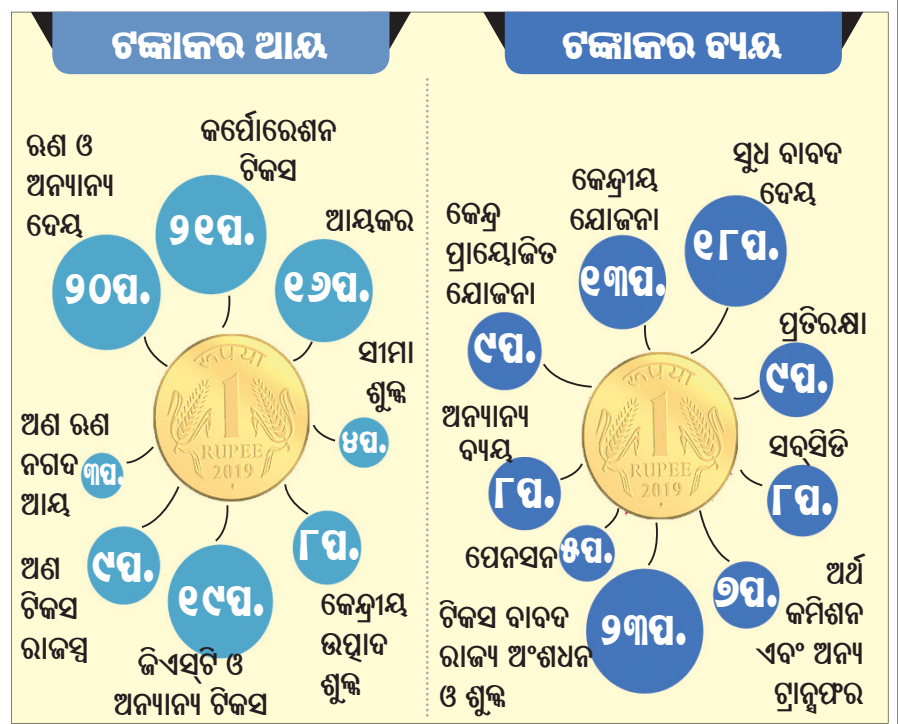 ଟଙ୍କାକର ଆୟ
ଋଣ ଓ
ଅନ୍ୟାନ୍ୟ
ଦେୟ
୨୦ପ.
କର୍ପୋରେଶନ
ଟିକସ
୨୧ପ.
ଆୟକର
୧୬ପ.
ସୀମା
ଶୁଳ୍କ
୪ପ.
ଅଣ ଋଣ
ନଗଦ
ଆୟ
୩ପ.
ଅଣ
ଟିକସ
ରାଜସ୍ୱ
୯ପ.
୧୯ପ.
ଜିଏସ୍‌ଟି ଓ
ଅନ୍ୟାନ୍ୟ ଟିକସ
୮ପ.
କେନ୍ଦ୍ରୀୟ
ଉତ୍ପାଦ
ଶୁଳ୍କ
रुपया
1
RUPEE
2019
ଟଙ୍କାକର ବ୍ୟୟ
କେନ୍ଦ୍ର
ପ୍ରାୟୋଜିତ
ଯୋଜନା
୯ପ.
କେନ୍ଦ୍ରୀୟ
ଯୋଜନା
୧୩ପ.
ସୁଧ ବାବଦ
ଦେୟ
୧୮ପ.
ପ୍ରତିରକ୍ଷା
୯ପ.
ଅନ୍ୟାନ୍ୟ
ବ୍ୟୟ
୮ପ.
ସବ୍‌ସିଡି
୮ପ.
ପେନସନ
୫ପ.
ଟିକସ ବାବଦ
ରାଜ୍ୟ ଅଂଶଧନ
ଓ ଶୁଳ୍କ
୨୩ପ.
୭ପ.
ଅର୍ଥ
କମିଶନ
ଏବଂ ଅନ୍ୟ
ଟ୍ରାନ୍ସଫର
रुपया
1
RUPEE
2019